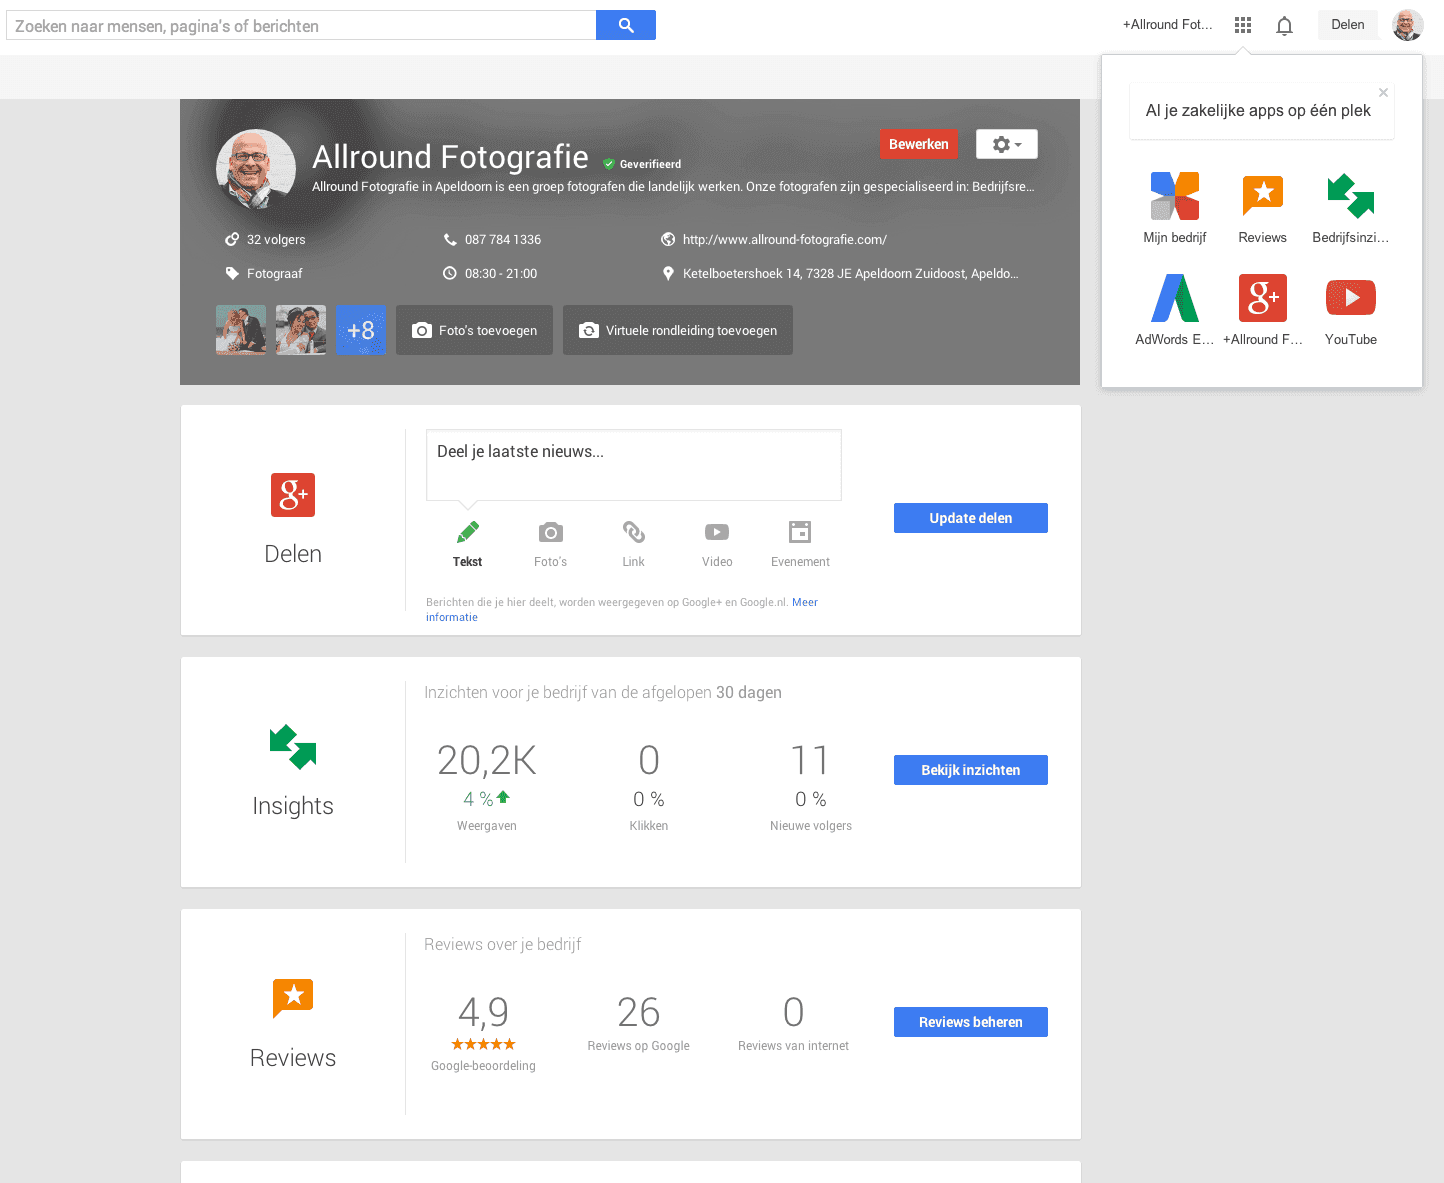 Zoeken naar mensen, pagina's of berichten
+Allround Fot...
Delen
Al je zakelijke apps op één plek
Mijn bedrijf
Reviews
Bedrijfsinzi...
AdWords E...
g+
+Allround F...
YouTube
Allround Fotografie
Geverifieerd
Bewerken
Allround Fotografie in Apeldoorn is een groep fotografen die landelijk werken. Onze fotografen zijn gespecialiseerd in: Bedrijfsre...
32 volgers
087 784 1336
http://www.allround-fotografie.com/
Fotograaf
08:30 - 21:00
Ketelboetershoek 14, 7328 JE Apeldoorn Zuidoost, Apeldo...
+8
Foto's toevoegen
Virtuele rondleiding toevoegen
g+
Delen
Deel je laatste nieuws...
Tekst
Foto's
Link
Video
Evenement
Berichten die je hier deelt, worden weergegeven op Google+ en Google.nl. Meer
informatie
Update delen
Insights
Inzichten voor je bedrijf van de afgelopen 30 dagen
20,2K
0
11
4 %
0 %
0 %
Weergaven
Klikken
Nieuwe volgers
Bekijk inzichten
Reviews
Reviews over je bedrijf
4,9
26
0
Google-beoordeling
Reviews op Google
Reviews van internet
Reviews beheren